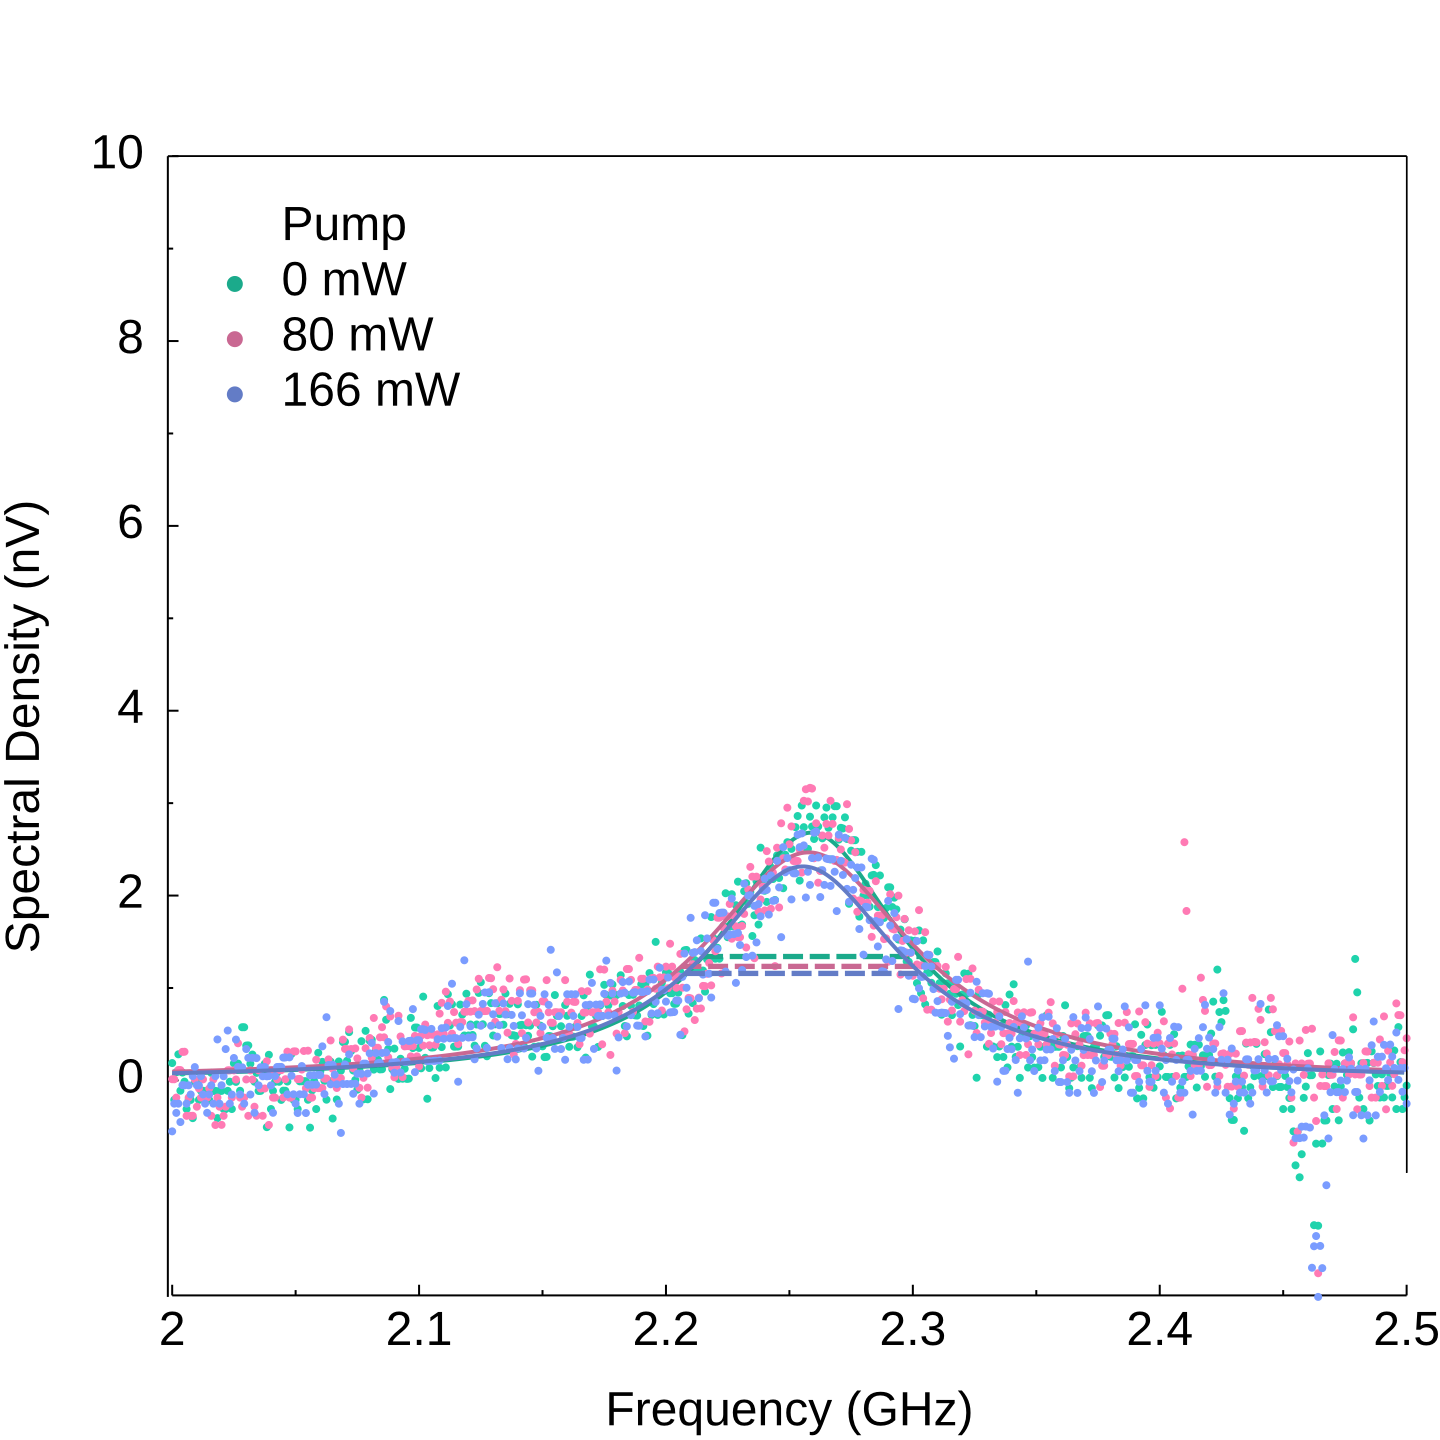 10
Pump
0 mW
80 mW
166 mW
8
6
4
2
0
Spectral Density (nV)
2 2.1 2.2 2.3 2.4 2.5
Frequency (GHz)